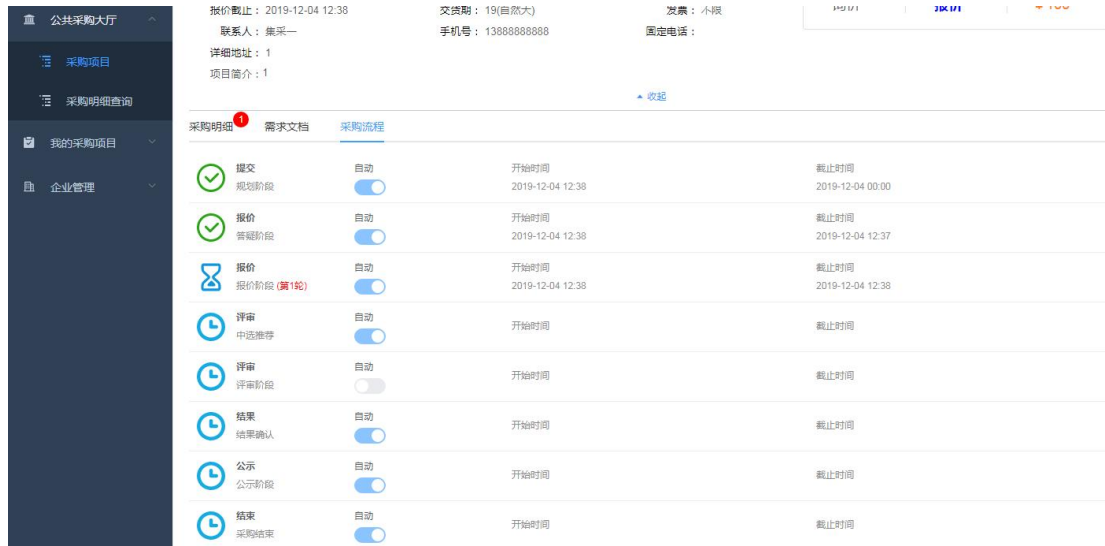 公共采购大厅
采购项目
采购明细查询
我的采购项目
企业管理
报价截止： 2019-12-04 12:38 交货期： 19(自然天) 发票： 不限
联系人： 集采一 手机号： 13888888888 固定电话：
详细地址： 1
项目简介：1
收起
采购明细 1 需求文档 采购流程
提交 自动 开始时间 截止时间
规划阶段 2019-12-04 12:38 2019-12-04 00:00
报价 自动 开始时间 截止时间
答疑阶段 2019-12-04 12:38 2019-12-04 12:37
报价 自动 开始时间 截止时间
报价阶段 (第1轮) 2019-12-04 12:38 2019-12-04 12:38
评审 自动 开始时间 截止时间
中选推荐
评审 自动 开始时间 截止时间
评审阶段
结果 自动 开始时间 截止时间
结果确认
公示 自动 开始时间 截止时间
公示阶段
结束 自动 开始时间 截止时间
采购结束